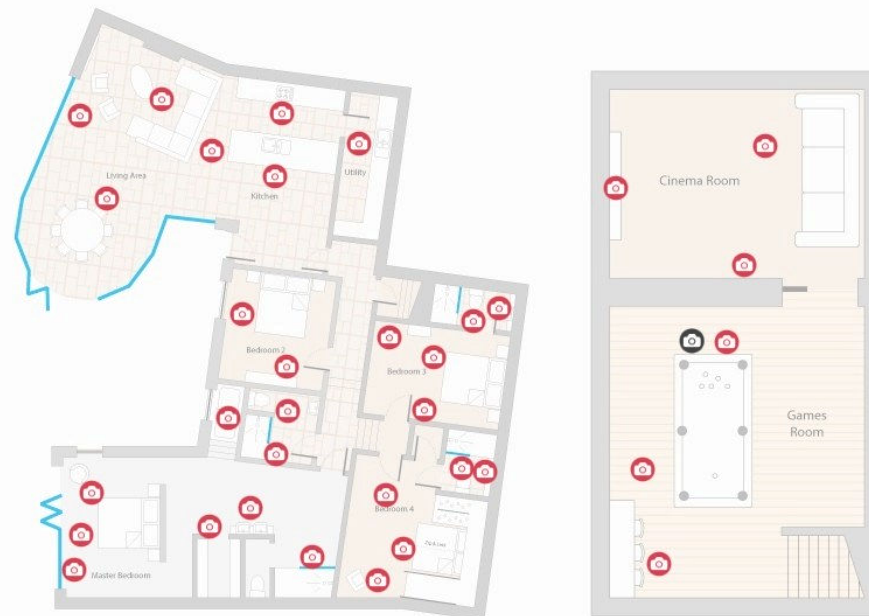 Living Area
Kitchen
Utility
Cinema Room
Bedroom 2
Bedroom 3
Games
Room
Bedroom 4
Master Bedroom